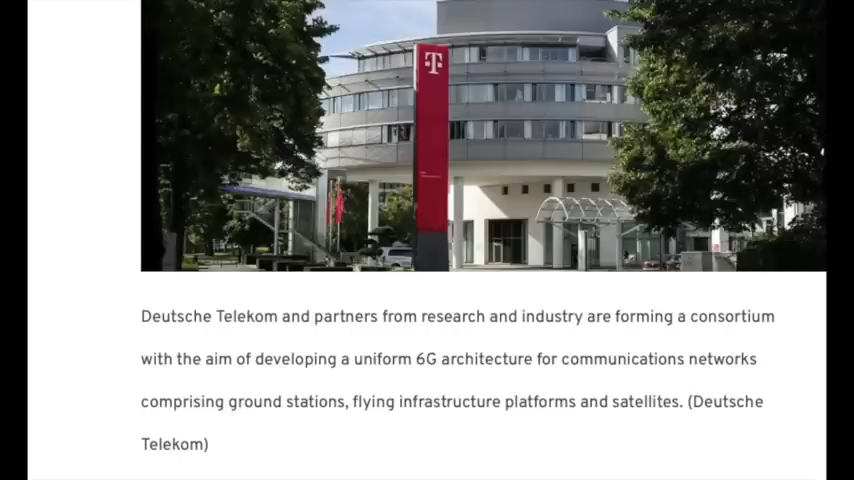 T
Deutsche Telekom and partners from research and industry are forming a consortium
with the aim of developing a uniform 6G architecture for communications networks
comprising ground stations, flying infrastructure platforms and satellites. (Deutsche
Telekom)